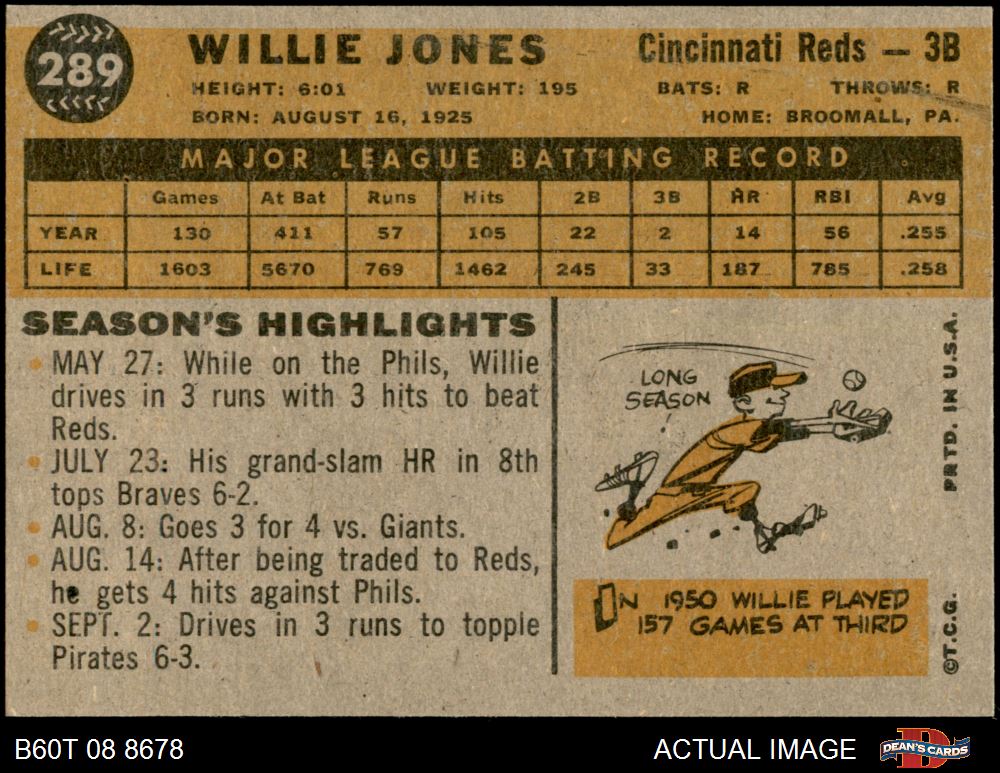 289
WILLIE JONES
Cincinnati Reds — 3B
HEIGHT: 6:01 WEIGHT: 195 BATS: R THROWS: R
BORN: AUGUST 16, 1925 HOME: BROOMALL, PA.
MAJOR LEAGUE BATTING RECORD
Games At Bat Runs Hits 2B 3B HR RBI Avg
YEAR 130 411 57 105 22 2 14 56 .255
LIFE 1603 5670 769 1462 245 33 187 785 .258
SEASON'S HIGHLIGHTS
• MAY 27: While on the Phils, Willie
drives in 3 runs with 3 hits to beat
Reds.
• JULY 23: His grand-slam HR in 8th
tops Braves 6-2.
• AUG. 8: Goes 3 for 4 vs. Giants.
• AUG. 14: After being traded to Reds,
he gets 4 hits against Phils.
• SEPT. 2: Drives in 3 runs to topple
Pirates 6-3.
LONG
SEASON
IN 1950 WILLIE PLAYED
157 GAMES AT THIRD
PRTD. IN U.S.A.
©T.C.G.
B60T 08 8678
ACTUAL IMAGE
DEAN'S CARDS